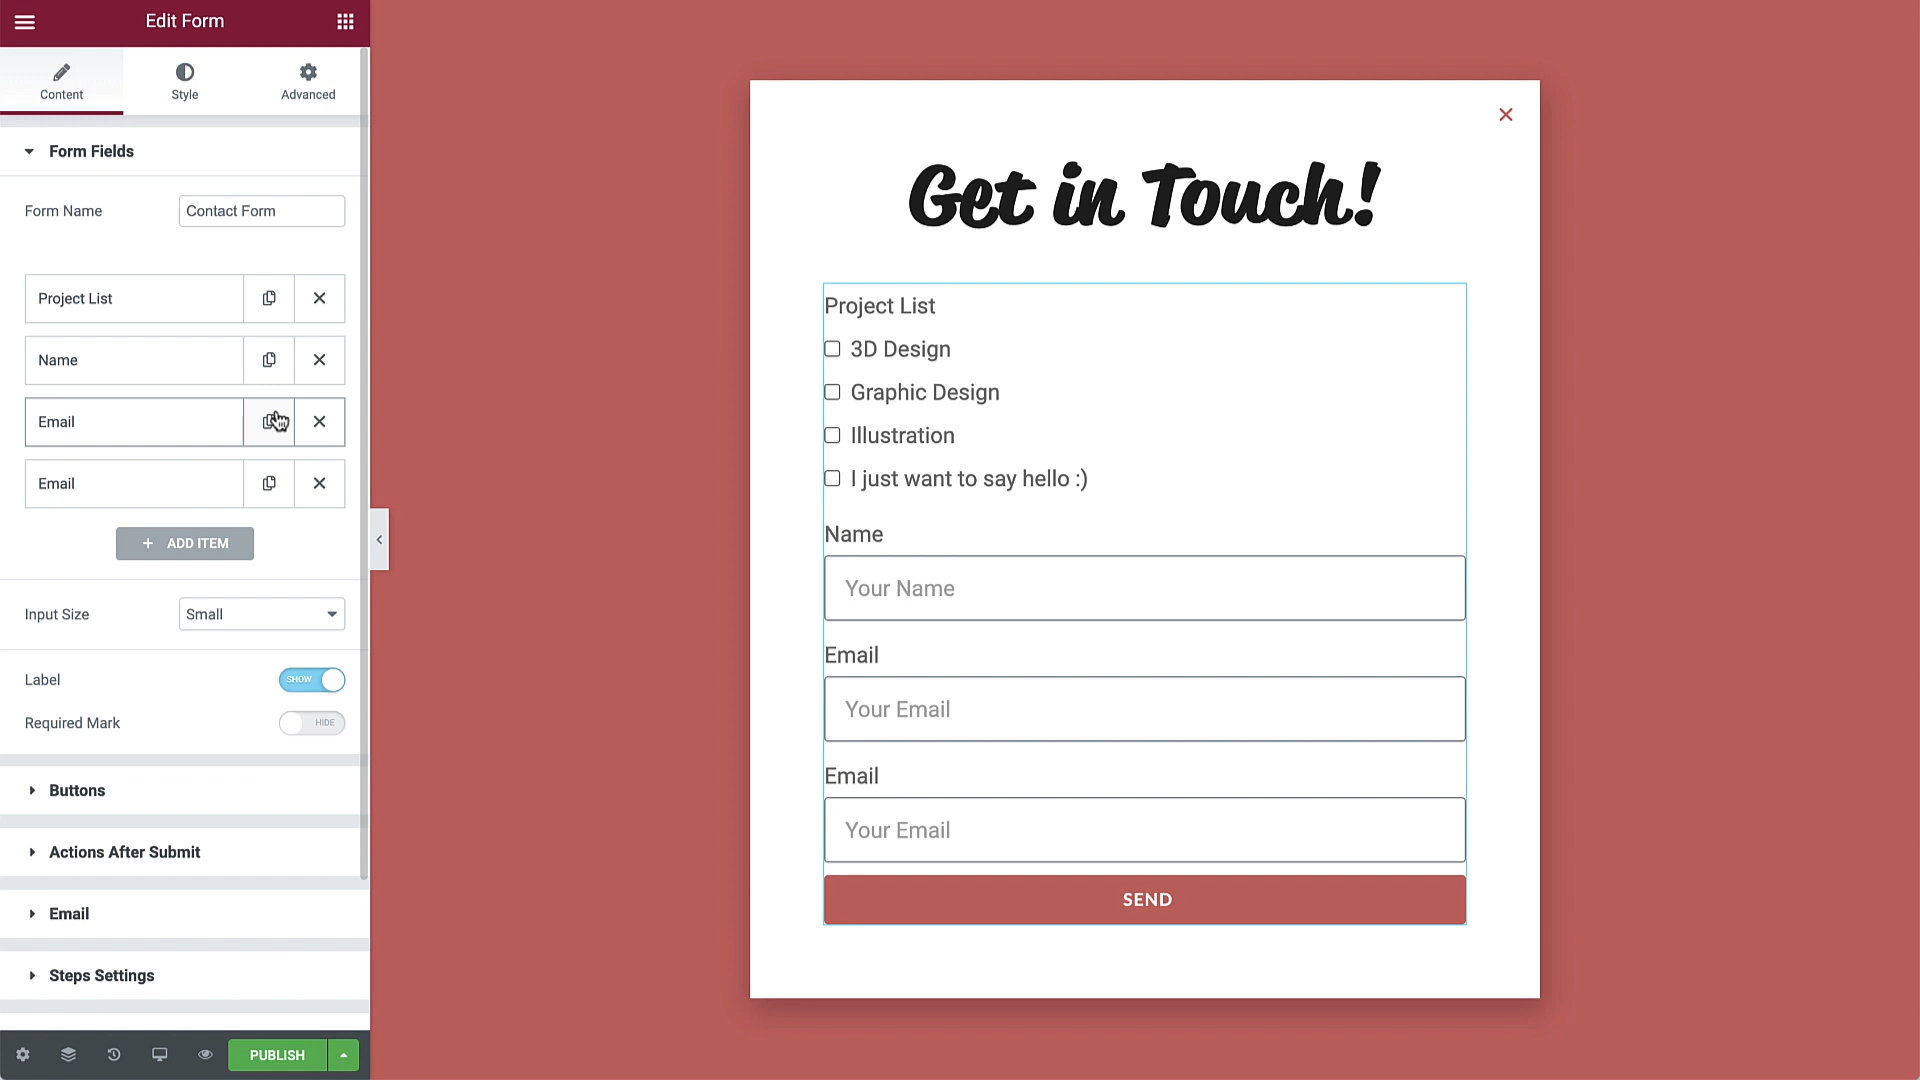 Edit Form
Content
Style
Advanced
Form Fields
Form Name
Contact Form
Project List
Name
Email
Email
+ ADD ITEM
Input Size
Small
Label
SHOW
Required Mark
HIDE
Buttons
Actions After Submit
Email
Steps Settings
PUBLISH
Get in Touch!
Project List
3D Design
Graphic Design
Illustration
I just want to say hello :)
Name
Your Name
Email
Your Email
Email
Your Email
SEND